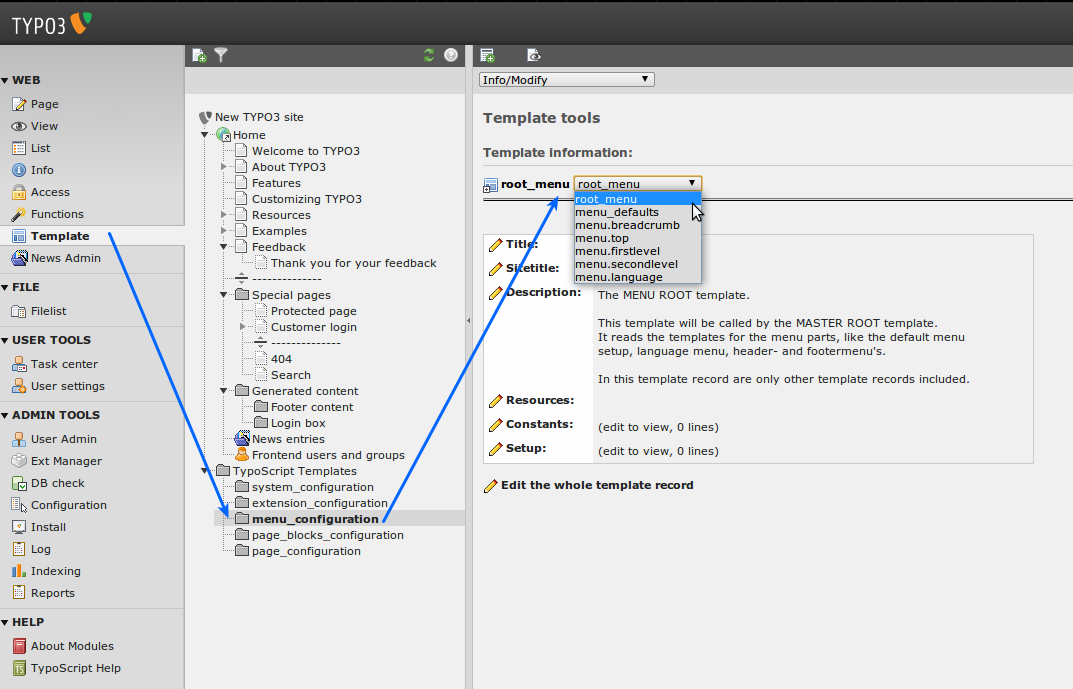 TYPO3
WEB
Page
View
List
Info
Access
Functions
Template
News Admin
FILE
Filelist
USER TOOLS
Task center
User settings
ADMIN TOOLS
User Admin
Ext Manager
DB check
Configuration
Install
Log
Indexing
Reports
HELP
About Modules
TypoScript Help
New TYPO3 site
Home
Welcome to TYPO3
About TYPO3
Features
Customizing TYPO3
Resources
Examples
Feedback
Thank you for your feedback
--------------
Special pages
Protected page
Customer login
--------------
404
Search
Generated content
Footer content
Login box
News entries
Frontend users and groups
TypoScript Templates
system_configuration
extension_configuration
menu_configuration
page_blocks_configuration
page_configuration
Info/Modify
Template tools
Template information:
root_menu root_menu
root_menu
menu_defaults
menu.breadcrumb
menu.top
menu.firstlevel
menu.secondlevel
menu.language
Title:
Sitetitle:
Description: The MENU ROOT template.
This template will be called by the MASTER ROOT template.
It reads the templates for the menu parts, like the default menu
setup, language menu, header- and footermenu's.
In this template record are only other template records included.
Resources:
Constants: (edit to view, 0 lines)
Setup: (edit to view, 0 lines)
Edit the whole template record